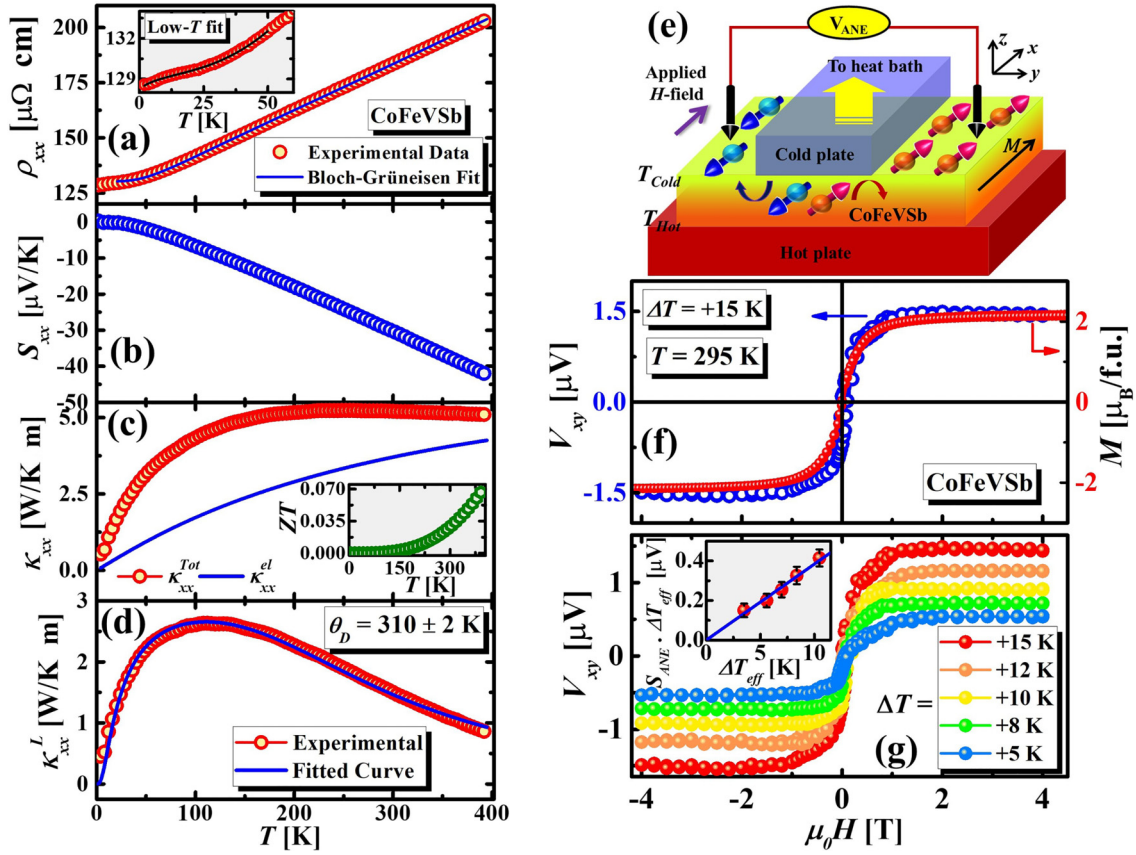 200
175
150
125
ρxx [μΩ cm]
132
129
Low-T fit
0 25 50
T [K]
(a)
CoFeVSb
Experimental Data
Bloch-Grüneisen Fit
0
-10
-20
-30
-40
-50
Sxx [μV/K]
(b)
5.0
2.5
0.0
κxx [W/K m]
(c)
0.070
0.035
0.000
ZT
0 150 300
T [K]
κxx^Tot
κxx^el
3
2
1
0
κxx^L [W/K m]
(d)
θD = 310 ± 2 K
Experimental
Fitted Curve
0 100 200 300 400
T [K]
(e)
VANE
z
x
y
Applied
H-field
To heat bath
Cold plate
M
TCold
THot
CoFeVSb
Hot plate
1.5
0.0
-1.5
Vxy [μV]
ΔT = +15 K
T = 295 K
2
0
-2
M [μB/f.u.]
(f)
CoFeVSb
1
0
-1
Vxy [μV]
0.4
0.2
0.0
SANE · ΔTeff [μV]
0 5 10
ΔTeff [K]
ΔT =
+15 K
+12 K
+10 K
+8 K
+5 K
(g)
-4 -2 0 2 4
μ0H [T]